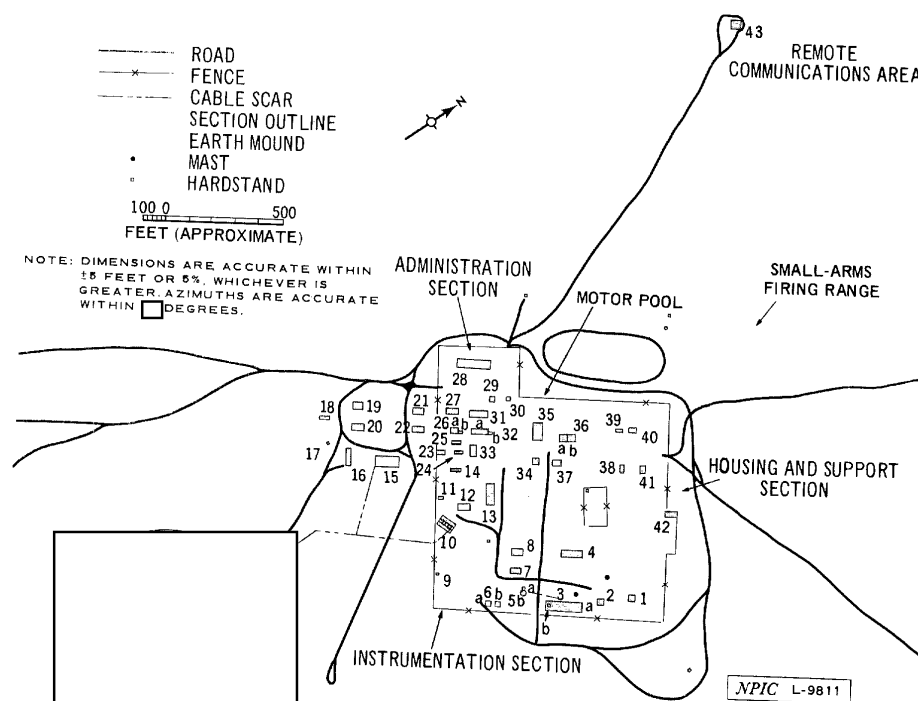 43
REMOTE
COMMUNICATIONS AREA
ROAD
FENCE
CABLE SCAR
SECTION OUTLINE
EARTH MOUND
MAST
HARDSTAND
N
100 0 500
FEET (APPROXIMATE)
NOTE: DIMENSIONS ARE ACCURATE WITHIN
±5 FEET OR 5%, WHICHEVER IS
GREATER. AZIMUTHS ARE ACCURATE
WITHIN DEGREES.
ADMINISTRATION
SECTION
MOTOR POOL
SMALL-ARMS
FIRING RANGE
28
29
30
18 19 21 27 31 35 36 39 40
20 22 26 a b a b 32 a b
17 23 25 33
24 14 34 37 38 41
16 15
HOUSING AND SUPPORT
SECTION
11 12 13
42
10
8 4
7
9
a 6 b 5 b a 3 a 2 1
b
INSTRUMENTATION SECTION
NPIC L-9811